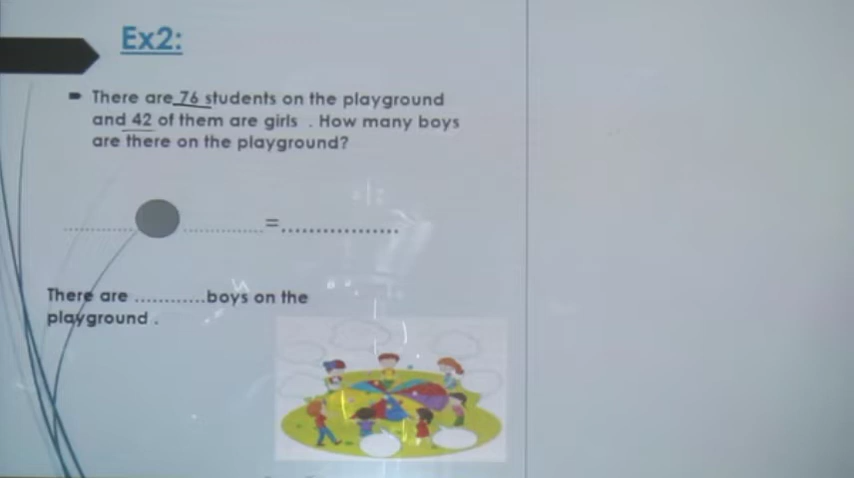 Ex2:
There are 76 students on the playground
and 42 of them are girls . How many boys
are there on the playground?
.............. ............=.................
There are ............boys on the
playground .